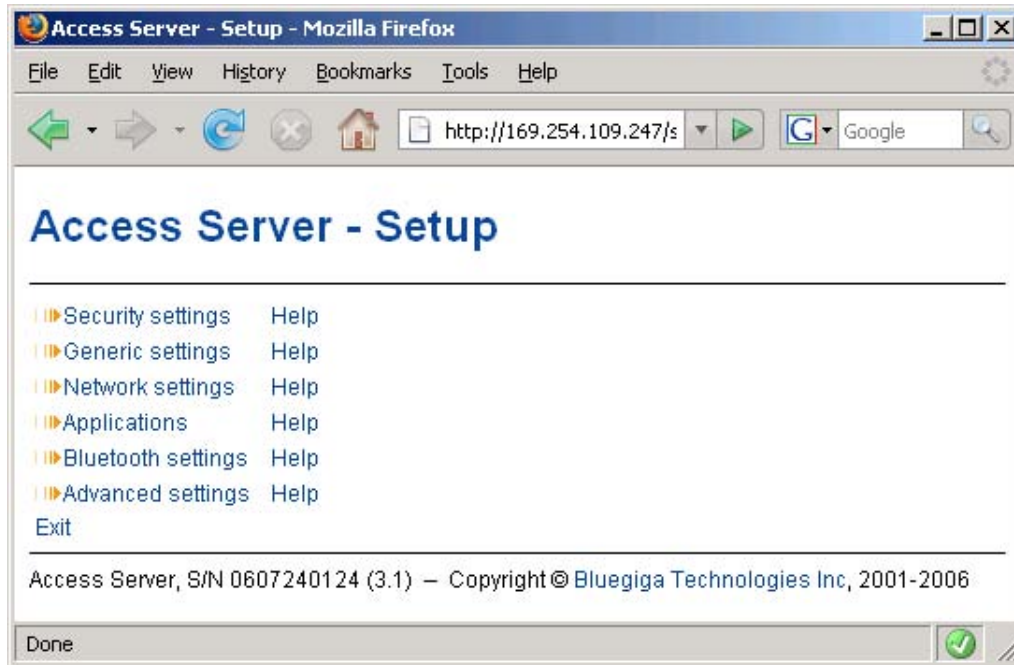 Access Server - Setup - Mozilla Firefox
File Edit View History Bookmarks Tools Help
http://169.254.109.247/s G Google
Access Server - Setup
Security settings Help
Generic settings Help
Network settings Help
Applications Help
Bluetooth settings Help
Advanced settings Help
Exit
Access Server, S/N 0607240124 (3.1) – Copyright © Bluegiga Technologies Inc, 2001-2006
Done